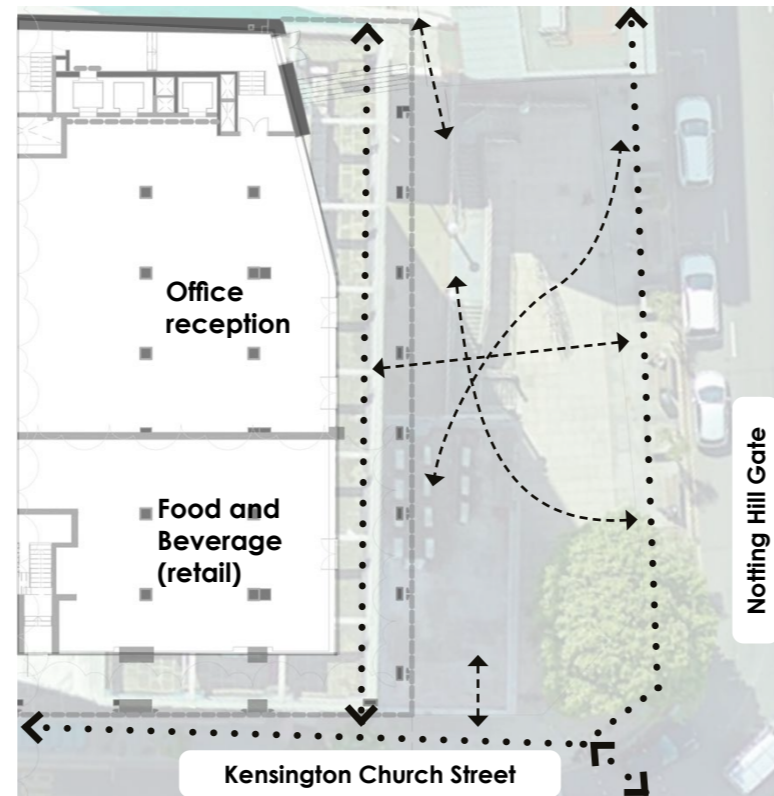 Office
reception
Food and
Beverage
(retail)
Notting Hill Gate
Kensington Church Street